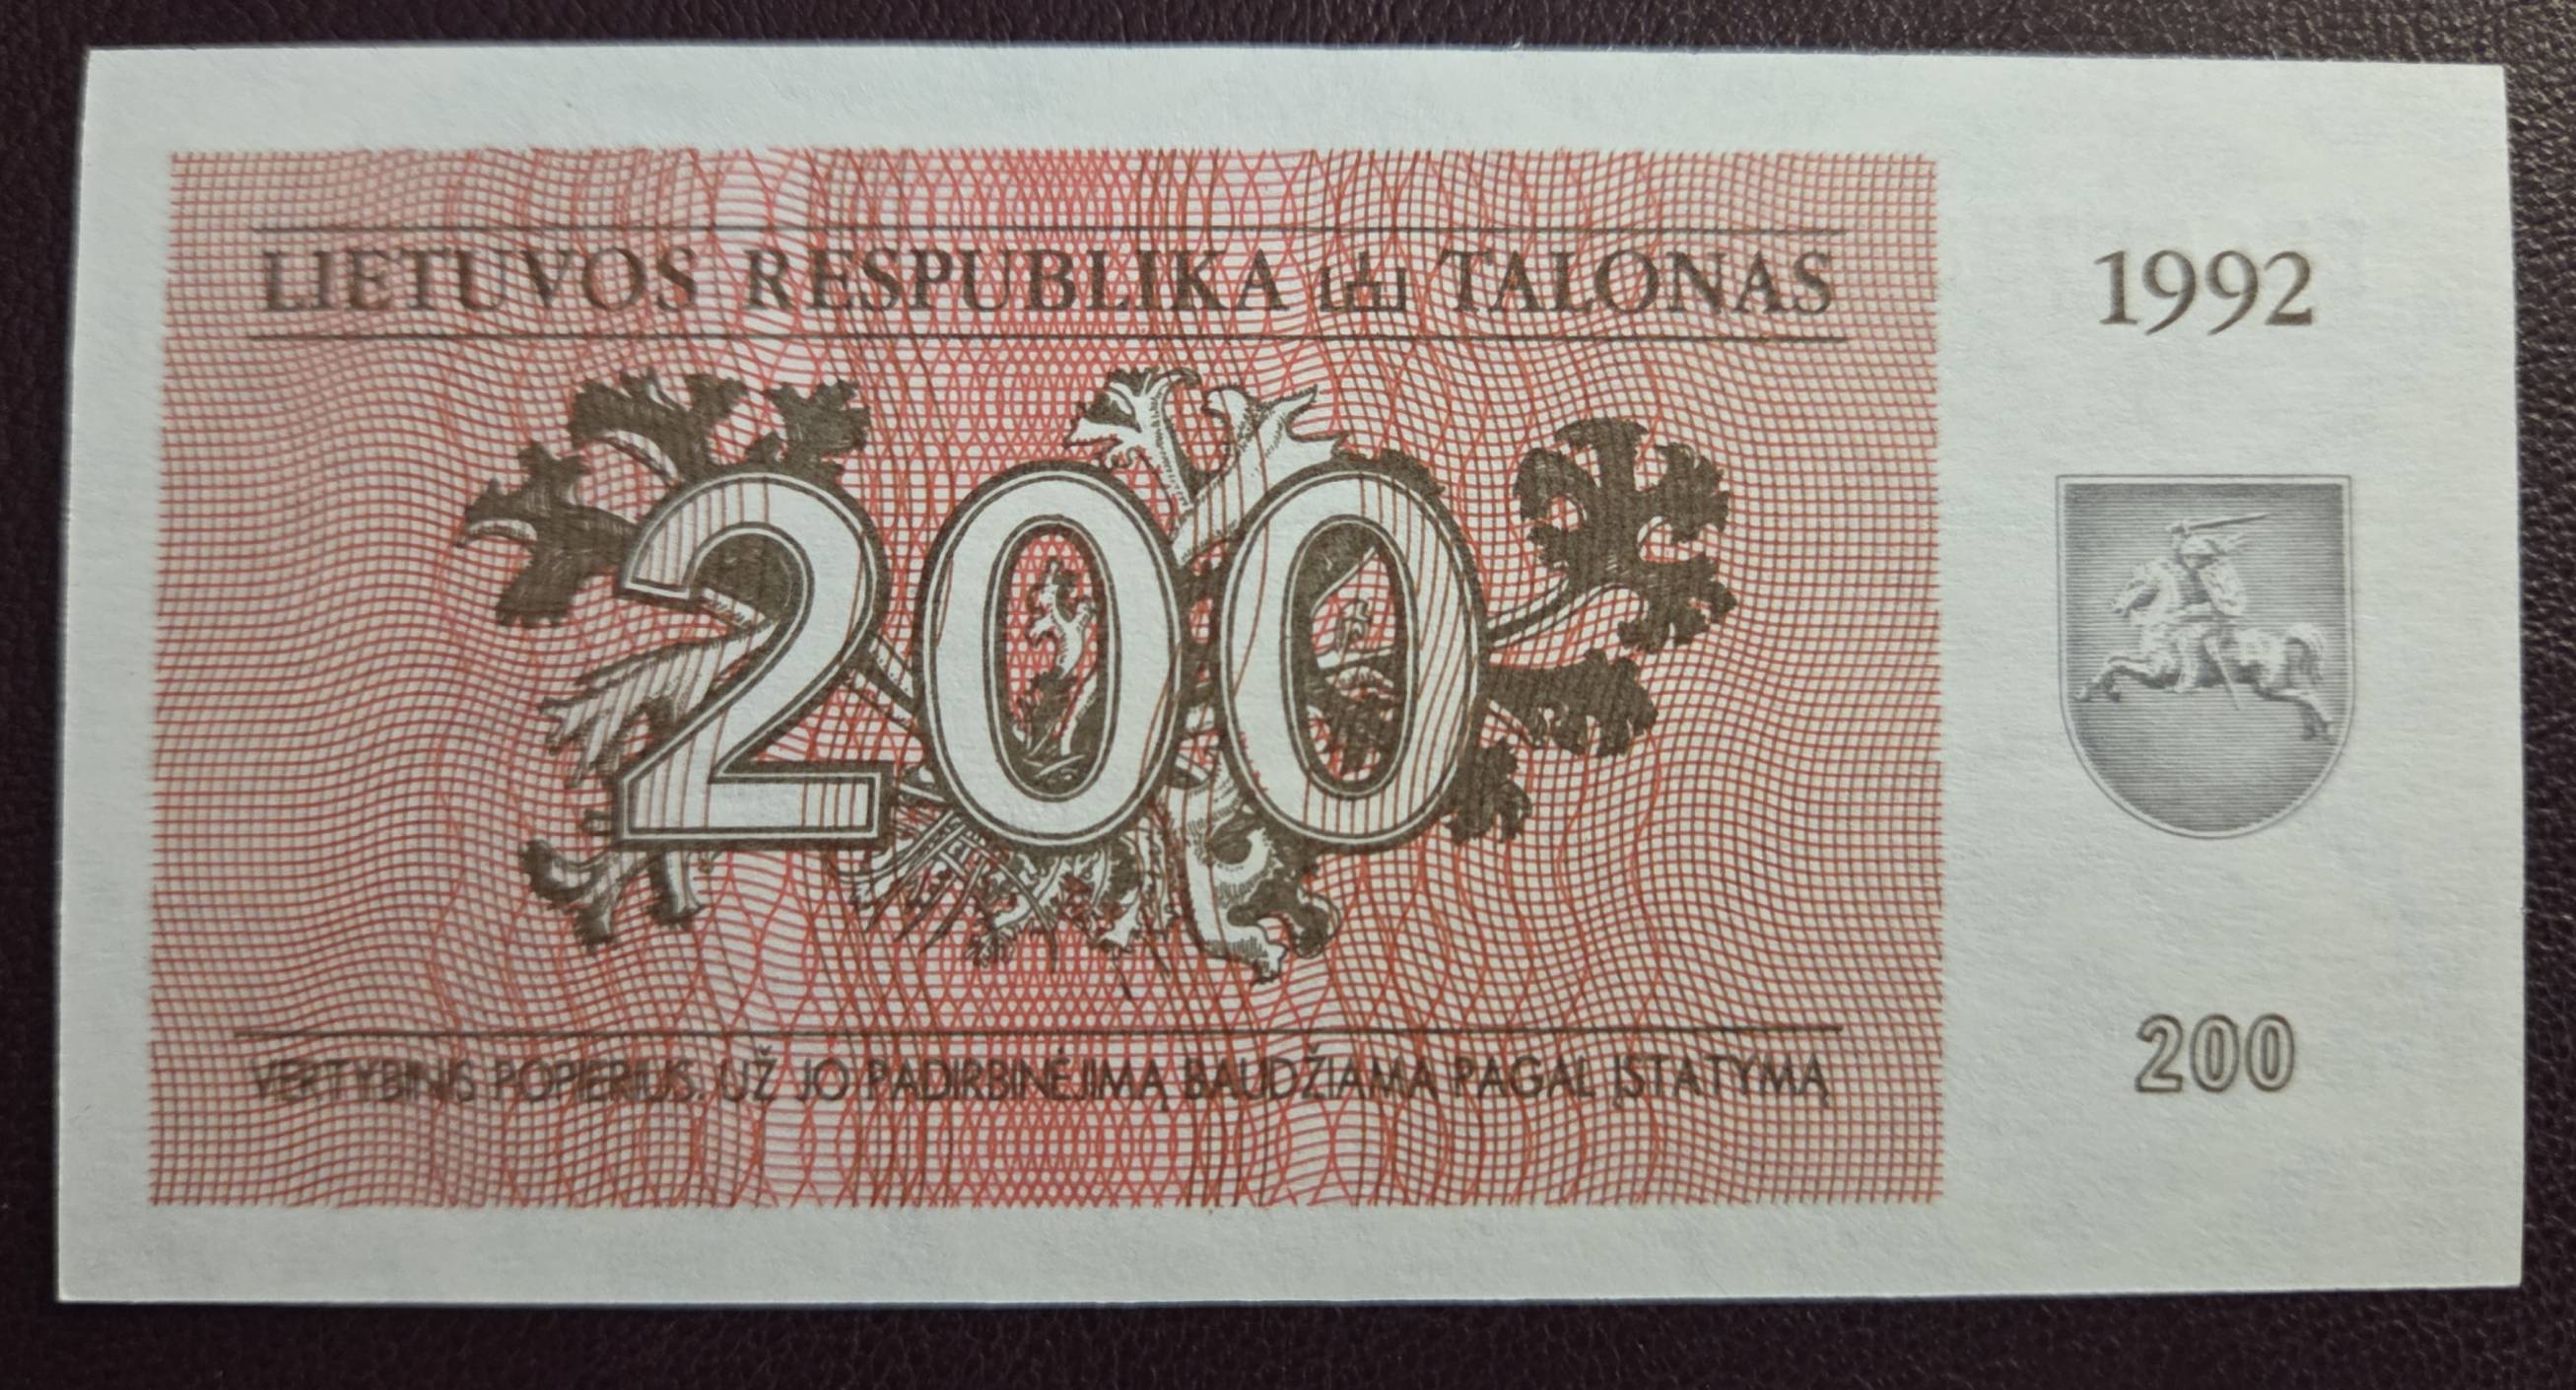 LIETUVOS RESPUBLIKA TALONAS
1992
200
VERTYBINIS POPIERIUS. UŽ JO PADIRBINĖJIMĄ BAUDŽIAMA PAGAL ĮSTATYMĄ
200